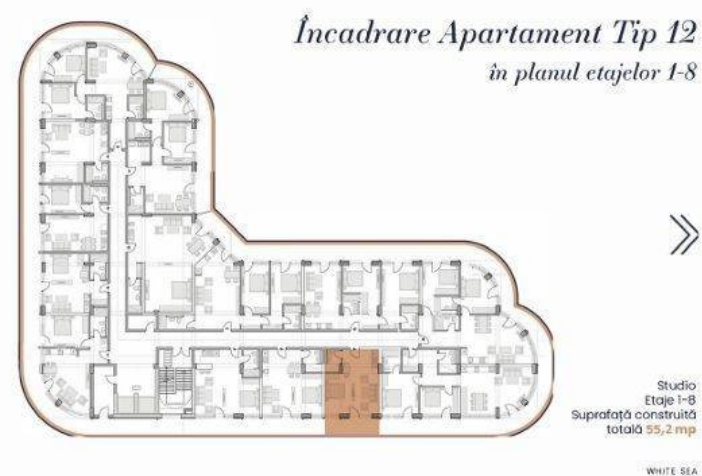 Încadrare Apartament Tip 12
în planul etajelor 1-8
Studio
Etaje 1-8
Suprafață construită
totală 55,2 mp
WHITE SEA